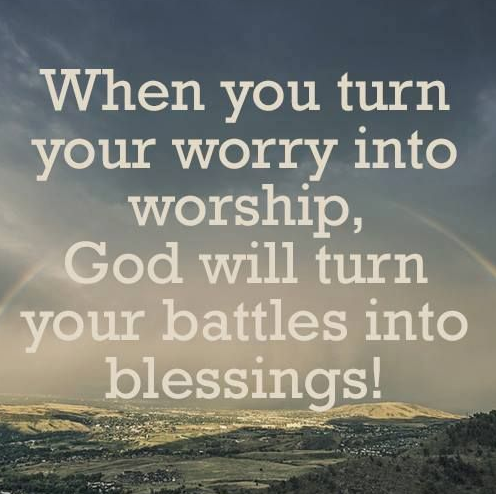 When you turn
your worry into
worship,
God will turn
your battles into
blessings!